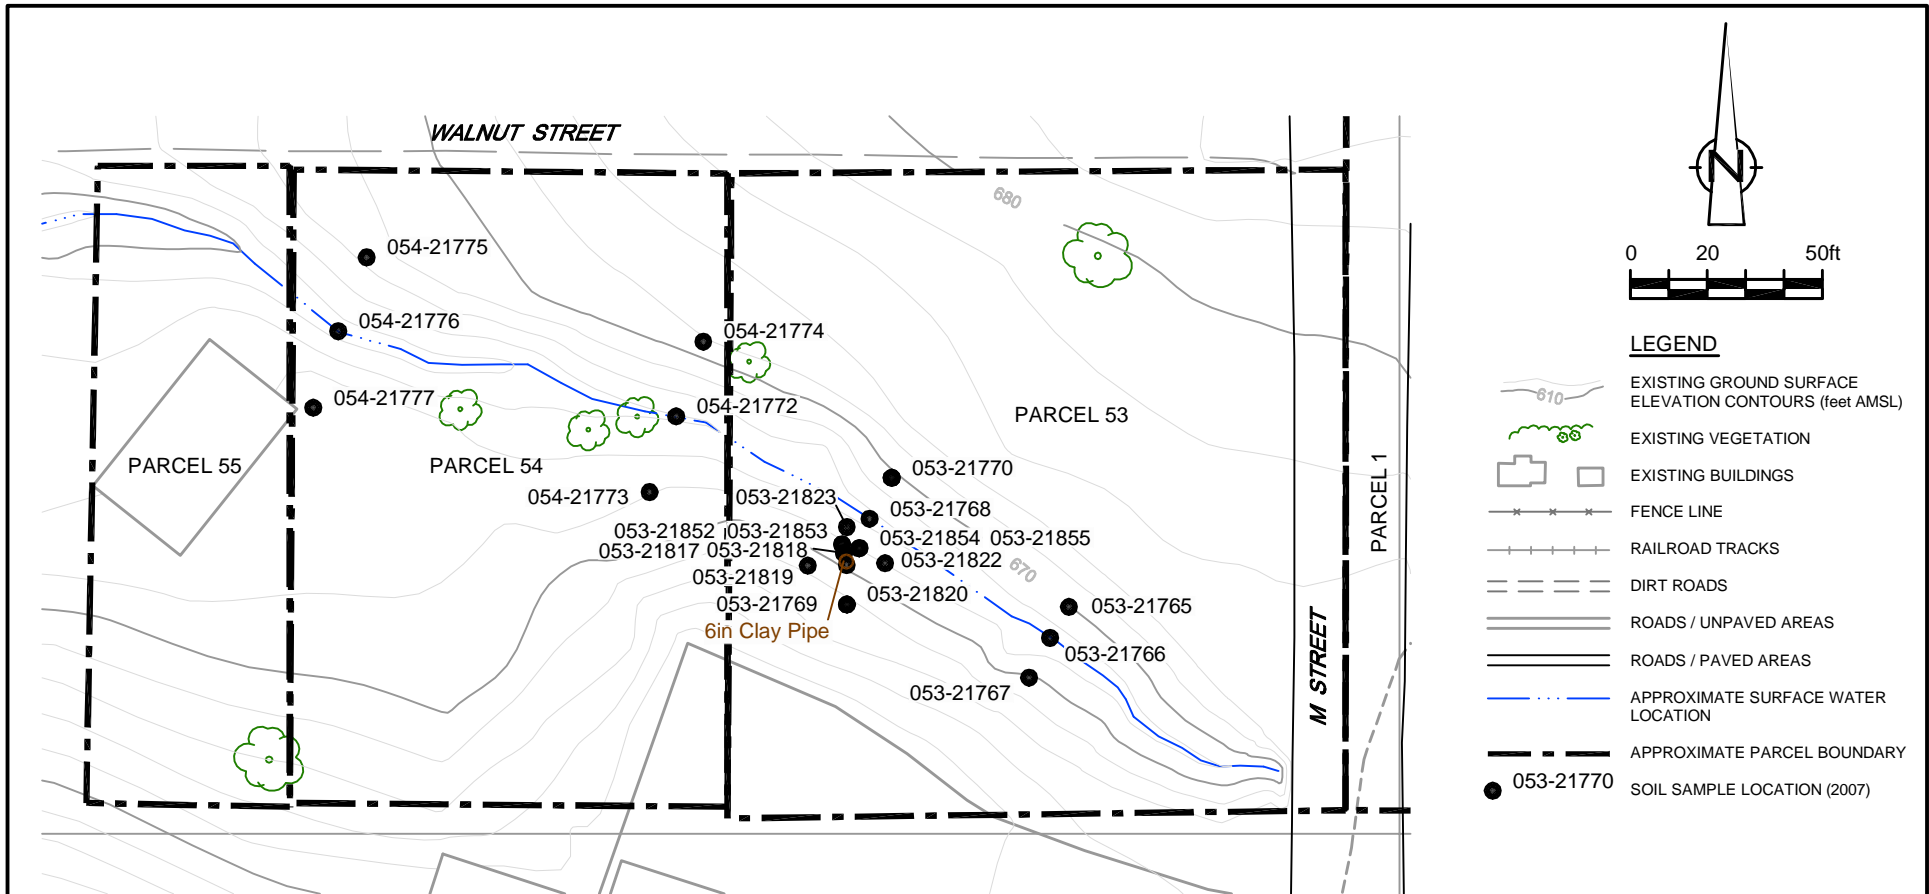 WALNUT STREET
680
054-21775
054-21776
054-21774
054-21777
054-21772
PARCEL 53
PARCEL 55
PARCEL 54
054-21773
053-21770
053-21823
053-21768
053-21852 053-21853
053-21854 053-21855
053-21817 053-21818
053-21822
053-21819
670
053-21820
053-21769
053-21765
6in Clay Pipe
053-21766
053-21767
PARCEL 1
M STREET
N
0 20 50ft
LEGEND
610
EXISTING GROUND SURFACE
ELEVATION CONTOURS (feet AMSL)
EXISTING VEGETATION
EXISTING BUILDINGS
FENCE LINE
RAILROAD TRACKS
DIRT ROADS
ROADS / UNPAVED AREAS
ROADS / PAVED AREAS
APPROXIMATE SURFACE WATER
LOCATION
APPROXIMATE PARCEL BOUNDARY
053-21770 SOIL SAMPLE LOCATION (2007)